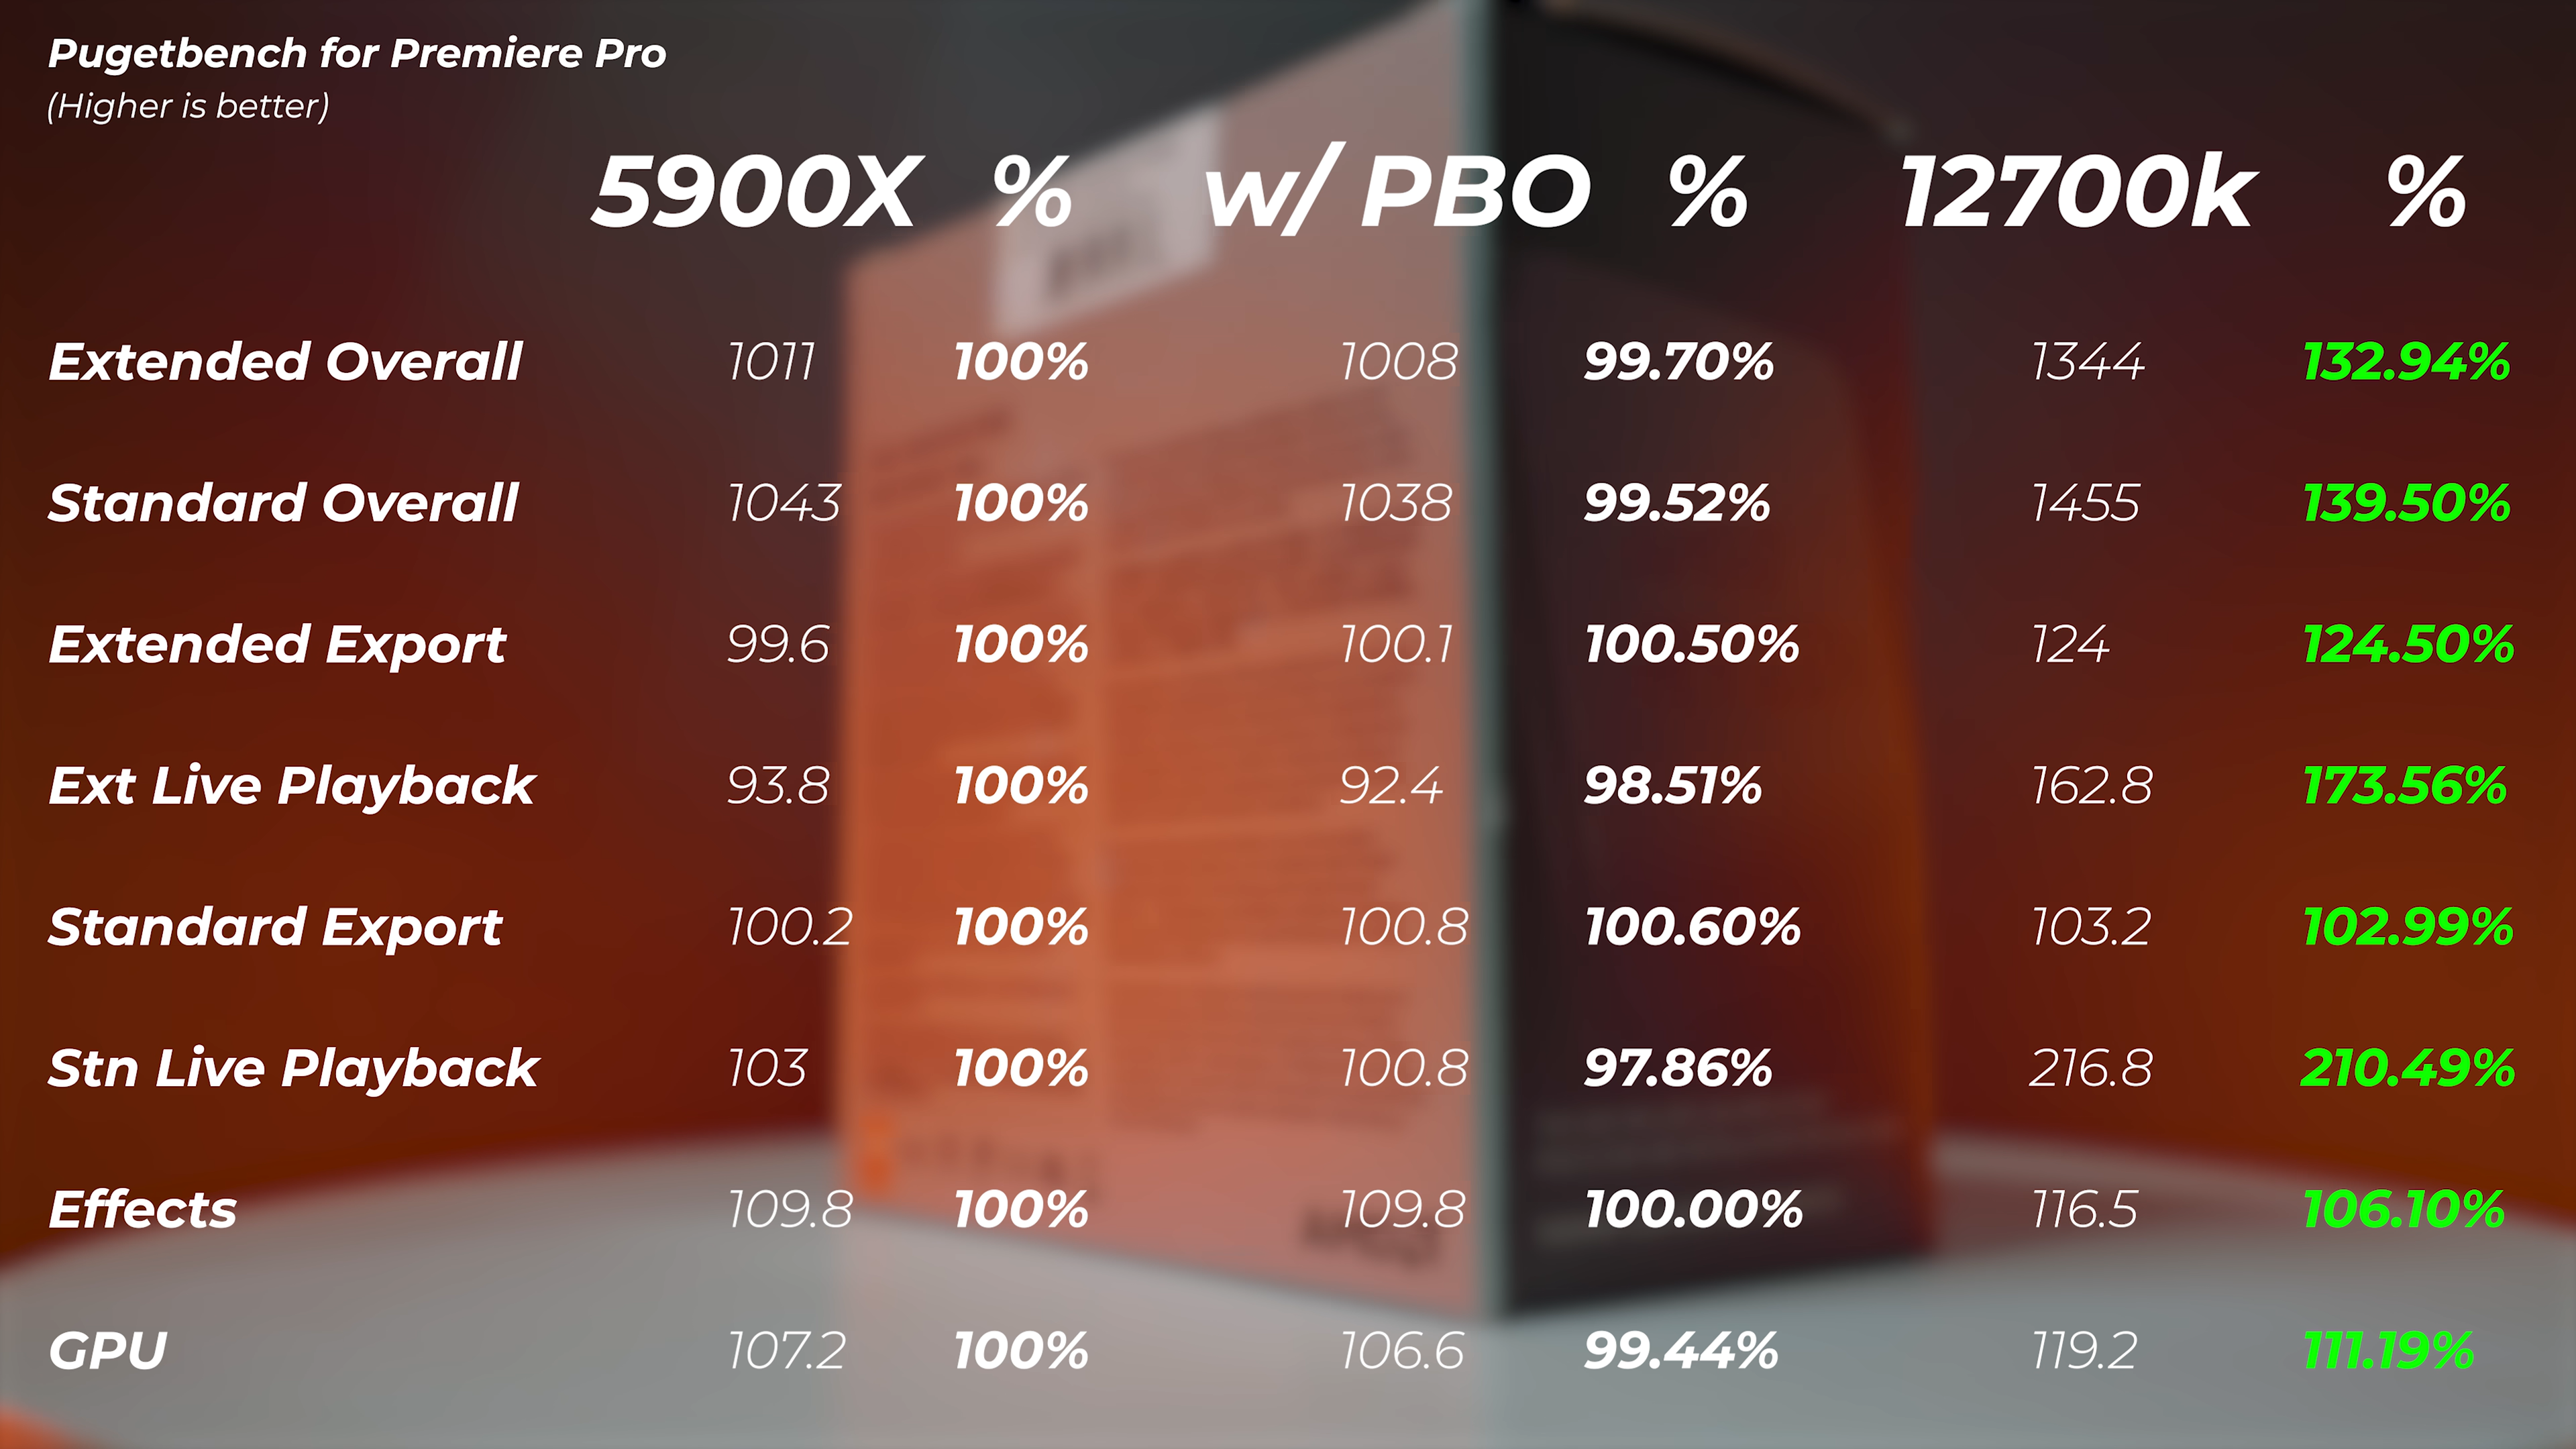 Pugetbench for Premiere Pro
(Higher is better)
5900X % w/ PBO % 12700k %
Extended Overall 1011 100% 1008 99.70% 1344 132.94%
Standard Overall 1043 100% 1038 99.52% 1455 139.50%
Extended Export 99.6 100% 100.1 100.50% 124 124.50%
Ext Live Playback 93.8 100% 92.4 98.51% 162.8 173.56%
Standard Export 100.2 100% 100.8 100.60% 103.2 102.99%
Stn Live Playback 103 100% 100.8 97.86% 216.8 210.49%
Effects 109.8 100% 109.8 100.00% 116.5 106.10%
GPU 107.2 100% 106.6 99.44% 119.2 111.19%